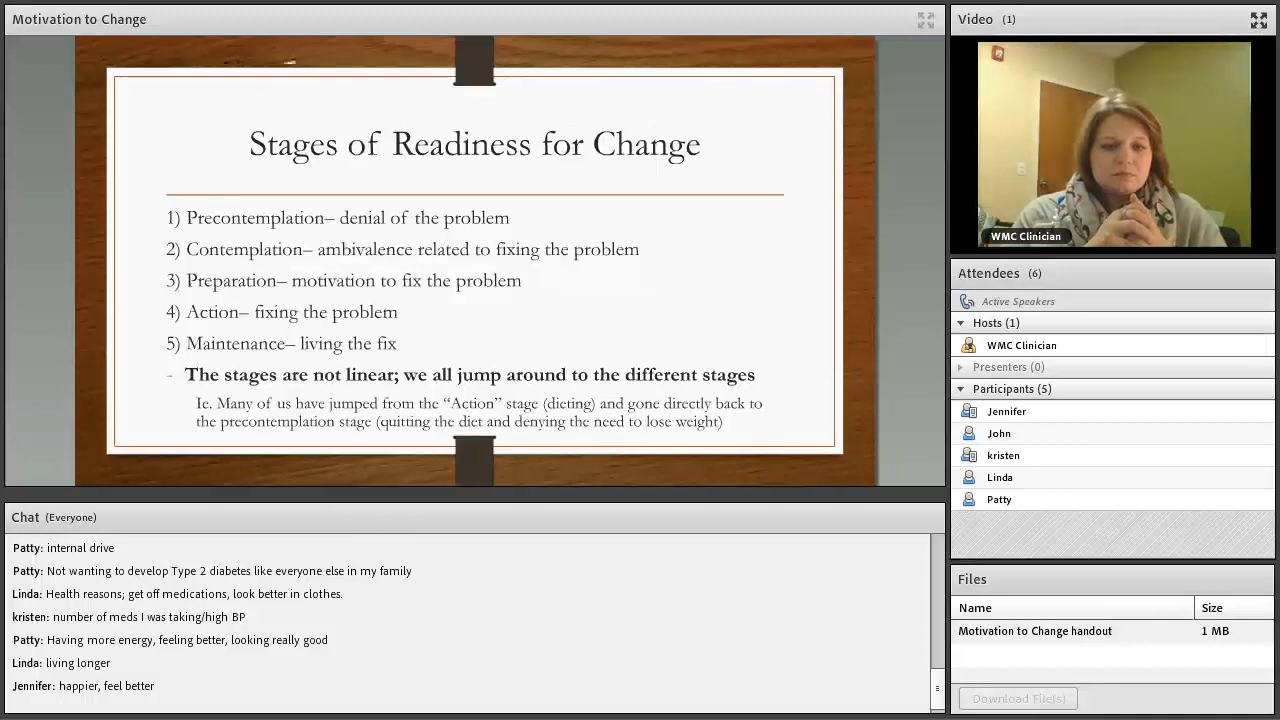 Motivation to Change
Stages of Readiness for Change
1) Precontemplation– denial of the problem
2) Contemplation– ambivalence related to fixing the problem
3) Preparation– motivation to fix the problem
4) Action– fixing the problem
5) Maintenance– living the fix
- The stages are not linear; we all jump around to the different stages
Ie. Many of us have jumped from the “Action” stage (dieting) and gone directly back to
the precontemplation stage (quitting the diet and denying the need to lose weight)
Chat (Everyone)
Patty: internal drive
Patty: Not wanting to develop Type 2 diabetes like everyone else in my family
Linda: Health reasons; get off medications, look better in clothes.
kristen: number of meds I was taking/high BP
Patty: Having more energy, feeling better, looking really good
Linda: living longer
Jennifer: happier, feel better
Video (1)
WMC Clinician
Attendees (6)
Active Speakers
Hosts (1)
WMC Clinician
Presenters (0)
Participants (5)
Jennifer
John
kristen
Linda
Patty
Files
Name Size
Motivation to Change handout 1 MB
Download File(s)